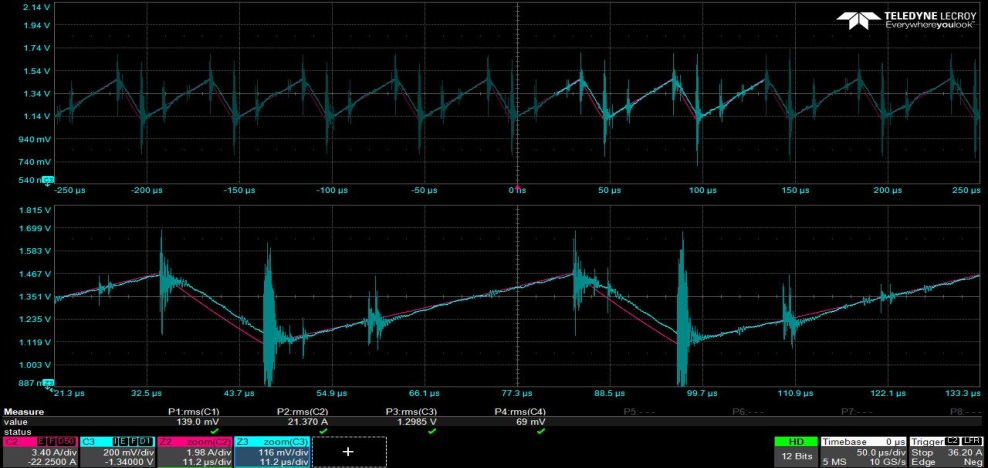 2.14 V
TELEDYNE LECROY
Everywhereyoulook™
1.94 V
1.74 V
1.54 V
1.34 V
1.14 V
940 mV
740 mV
540 m
C3
-250 µs -200 µs -150 µs -100 µs -50 µs 0 ns 50 µs 100 µs 150 µs 200 µs 250 µs
1.815 V
1.699 V
1.583 V
1.467 V
1.351 V
1.235 V
1.119 V
1.003 V
887 m
Z3
21.3 µs 32.5 µs 43.7 µs 54.9 µs 66.1 µs 77.3 µs 88.5 µs 99.7 µs 110.9 µs 122.1 µs 133.3 µs
Measure P1:rms(C1) P2:rms(C2) P3:rms(C3) P4:rms(C4) P5:--- P6:--- P7:--- P8:---
value 139.0 mV 21.370 A 1.2985 V 69 mV
status
C2 E F D50 C3 I E F D1 Z2 zoom(C2) Z3 zoom(C3) HD Timebase 0 µs Trigger C2 LFR
3.40 A/div 200 mV/div 1.98 A/div 116 mV/div + 12 Bits 50.0 µs/div Stop 36.20 A
-22.2500 A -1.34000 V 11.2 µs/div 11.2 µs/div 5 MS 10 GS/s Edge Neg